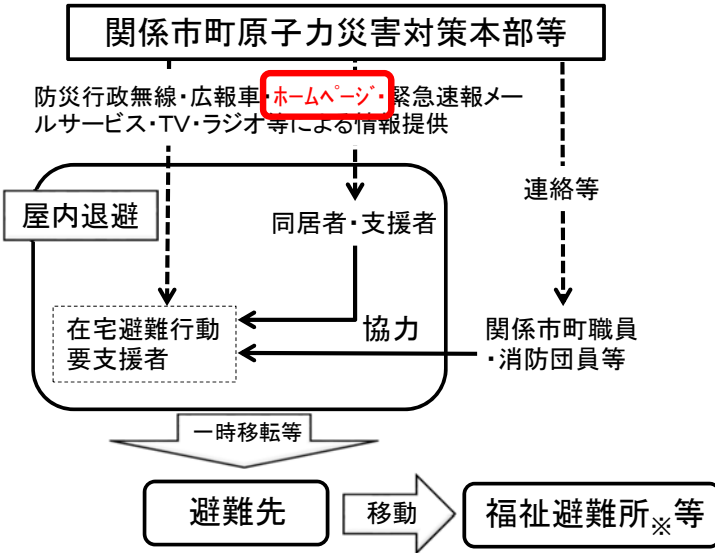 関係市町原子力災害対策本部等
防災行政無線・広報車・ﾎｰﾑﾍﾟｰｼﾞ・緊急速報メー
ルサービス・TV・ラジオ等による情報提供
連絡等
屋内退避
同居者・支援者
在宅避難行動
要支援者
協力
関係市町職員
・消防団員等
一時移転等
避難先
移動
福祉避難所※等